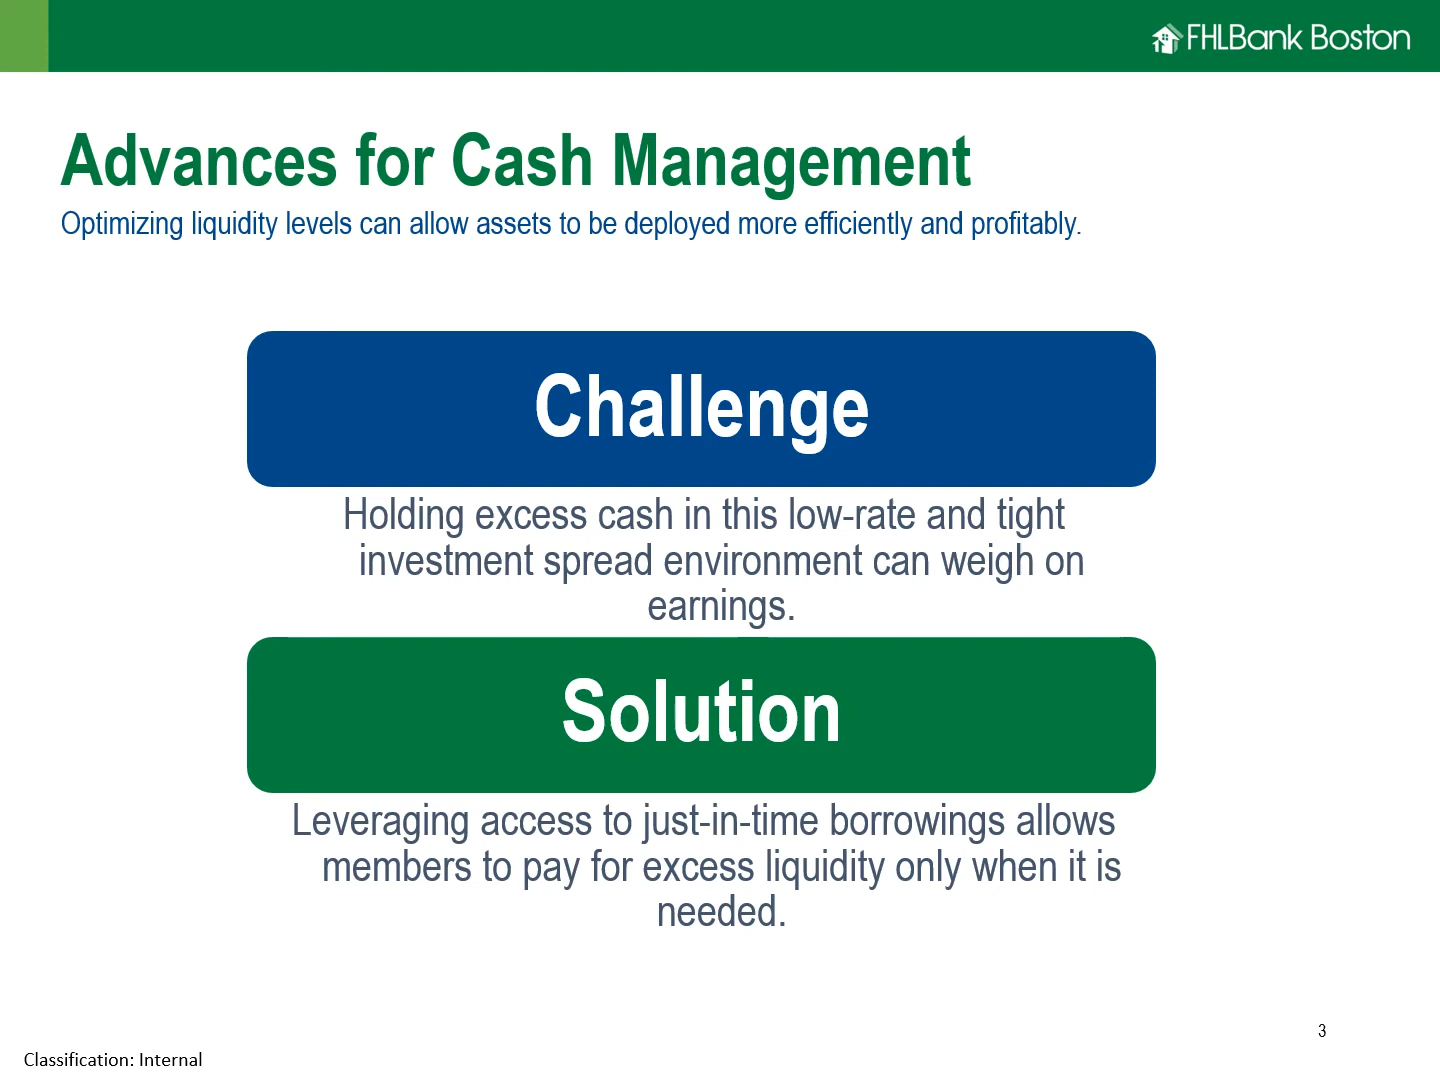 FHLBank Boston
Advances for Cash Management
Optimizing liquidity levels can allow assets to be deployed more efficiently and profitably.
Challenge
Holding excess cash in this low-rate and tight
investment spread environment can weigh on
earnings.
Solution
Leveraging access to just-in-time borrowings allows
members to pay for excess liquidity only when it is
needed.
3
Classification: Internal